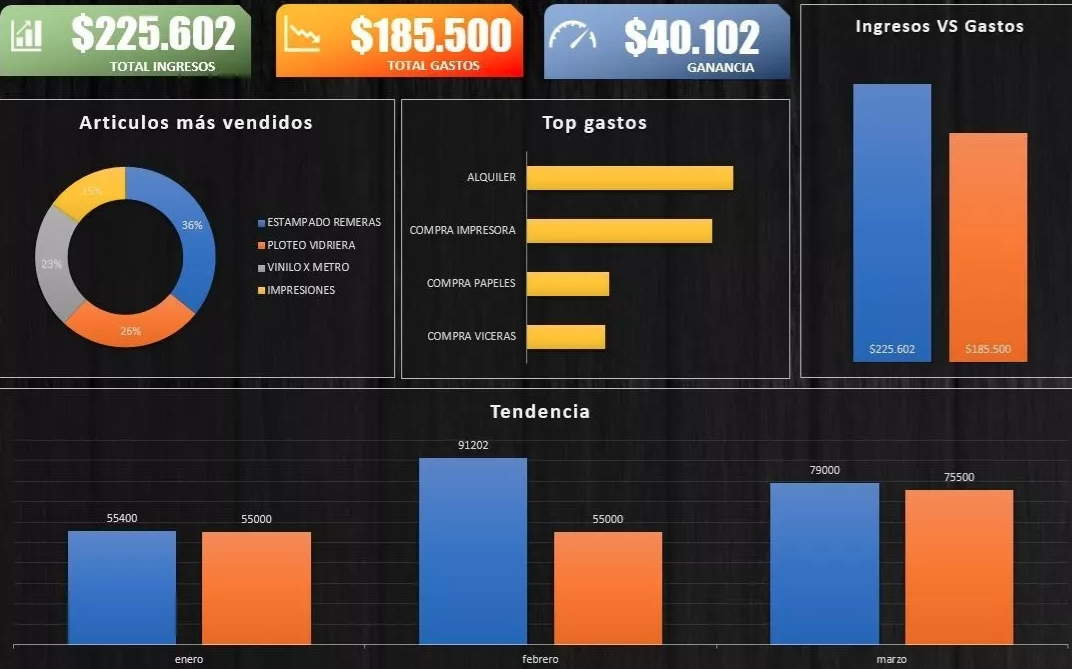 $225.602
TOTAL INGRESOS
$185.500
TOTAL GASTOS
$40.102
GANANCIA
Ingresos VS Gastos
$225.602
$185.500
Articulos más vendidos
36%
26%
23%
15%
ESTAMPADO REMERAS
PLOTEO VIDRIERA
VINILO X METRO
IMPRESIONES
Top gastos
ALQUILER
COMPRA IMPRESORA
COMPRA PAPELES
COMPRA VICERAS
Tendencia
55400
55000
91202
55000
79000
75500
enero
febrero
marzo